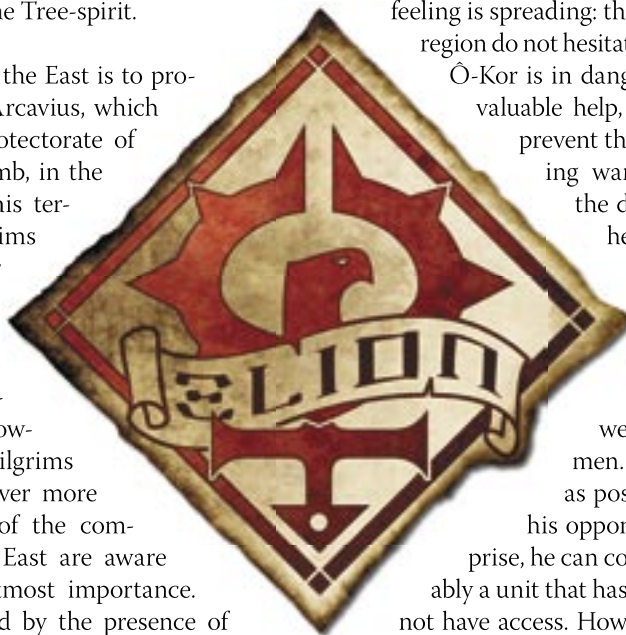 he Tree-spirit.
the East is to pro-
Arcavius, which
otectorate of
mb, in the
his ter-
ims
ow-
ilgrims
ver more
of the com-
East are aware
tmost importance.
d by the presence of
ELION
feeling is spreading: th
region do not hesitat
Ô-Kor is in dang
valuable help,
prevent th
ing war
the d
he
we
men.
as pos
his oppon
prise, he can co
ably a unit that has
not have access. How